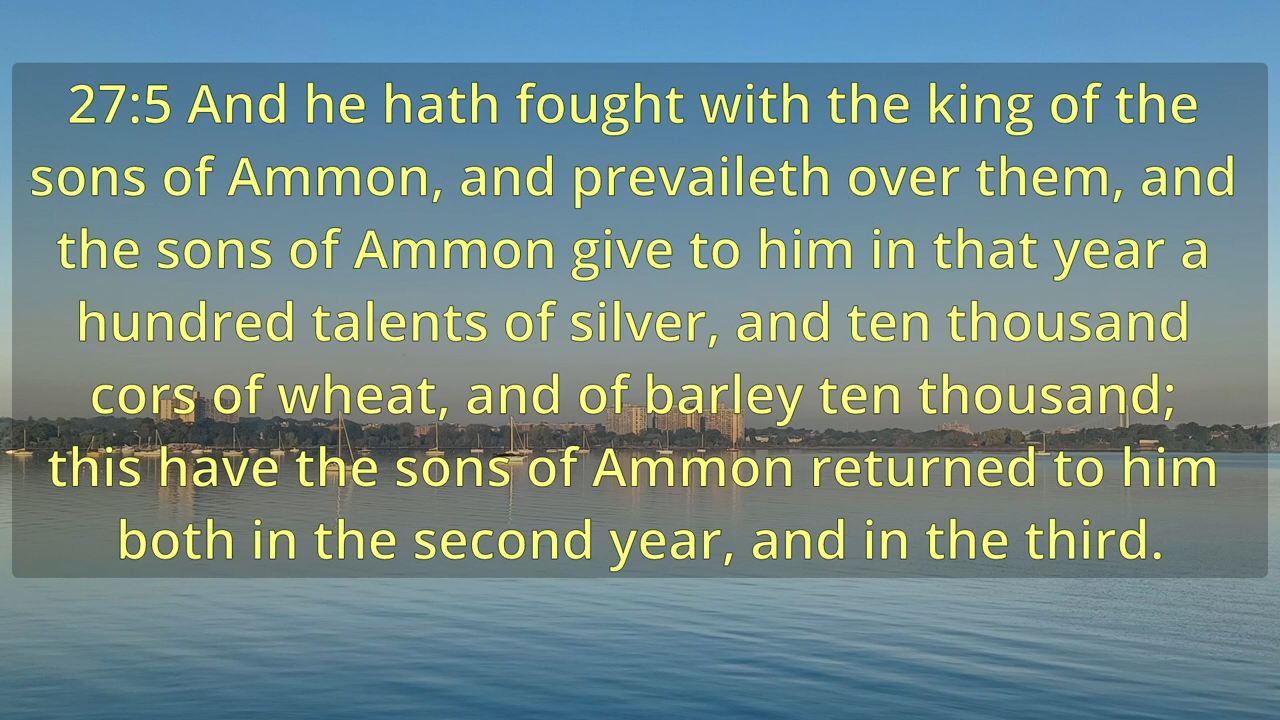 27:5 And he hath fought with the king of the
sons of Ammon, and prevaileth over them, and
the sons of Ammon give to him in that year a
hundred talents of silver, and ten thousand
cors of wheat, and of barley ten thousand;
this have the sons of Ammon returned to him
both in the second year, and in the third.